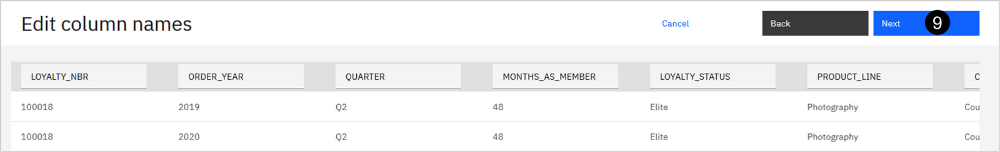 Edit column names Cancel Back Next 9
LOYALTY_NBR ORDER_YEAR QUARTER MONTHS_AS_MEMBER LOYALTY_STATUS PRODUCT_LINE C
100018 2019 Q2 48 Elite Photography Cou
100018 2020 Q2 48 Elite Photography Cou